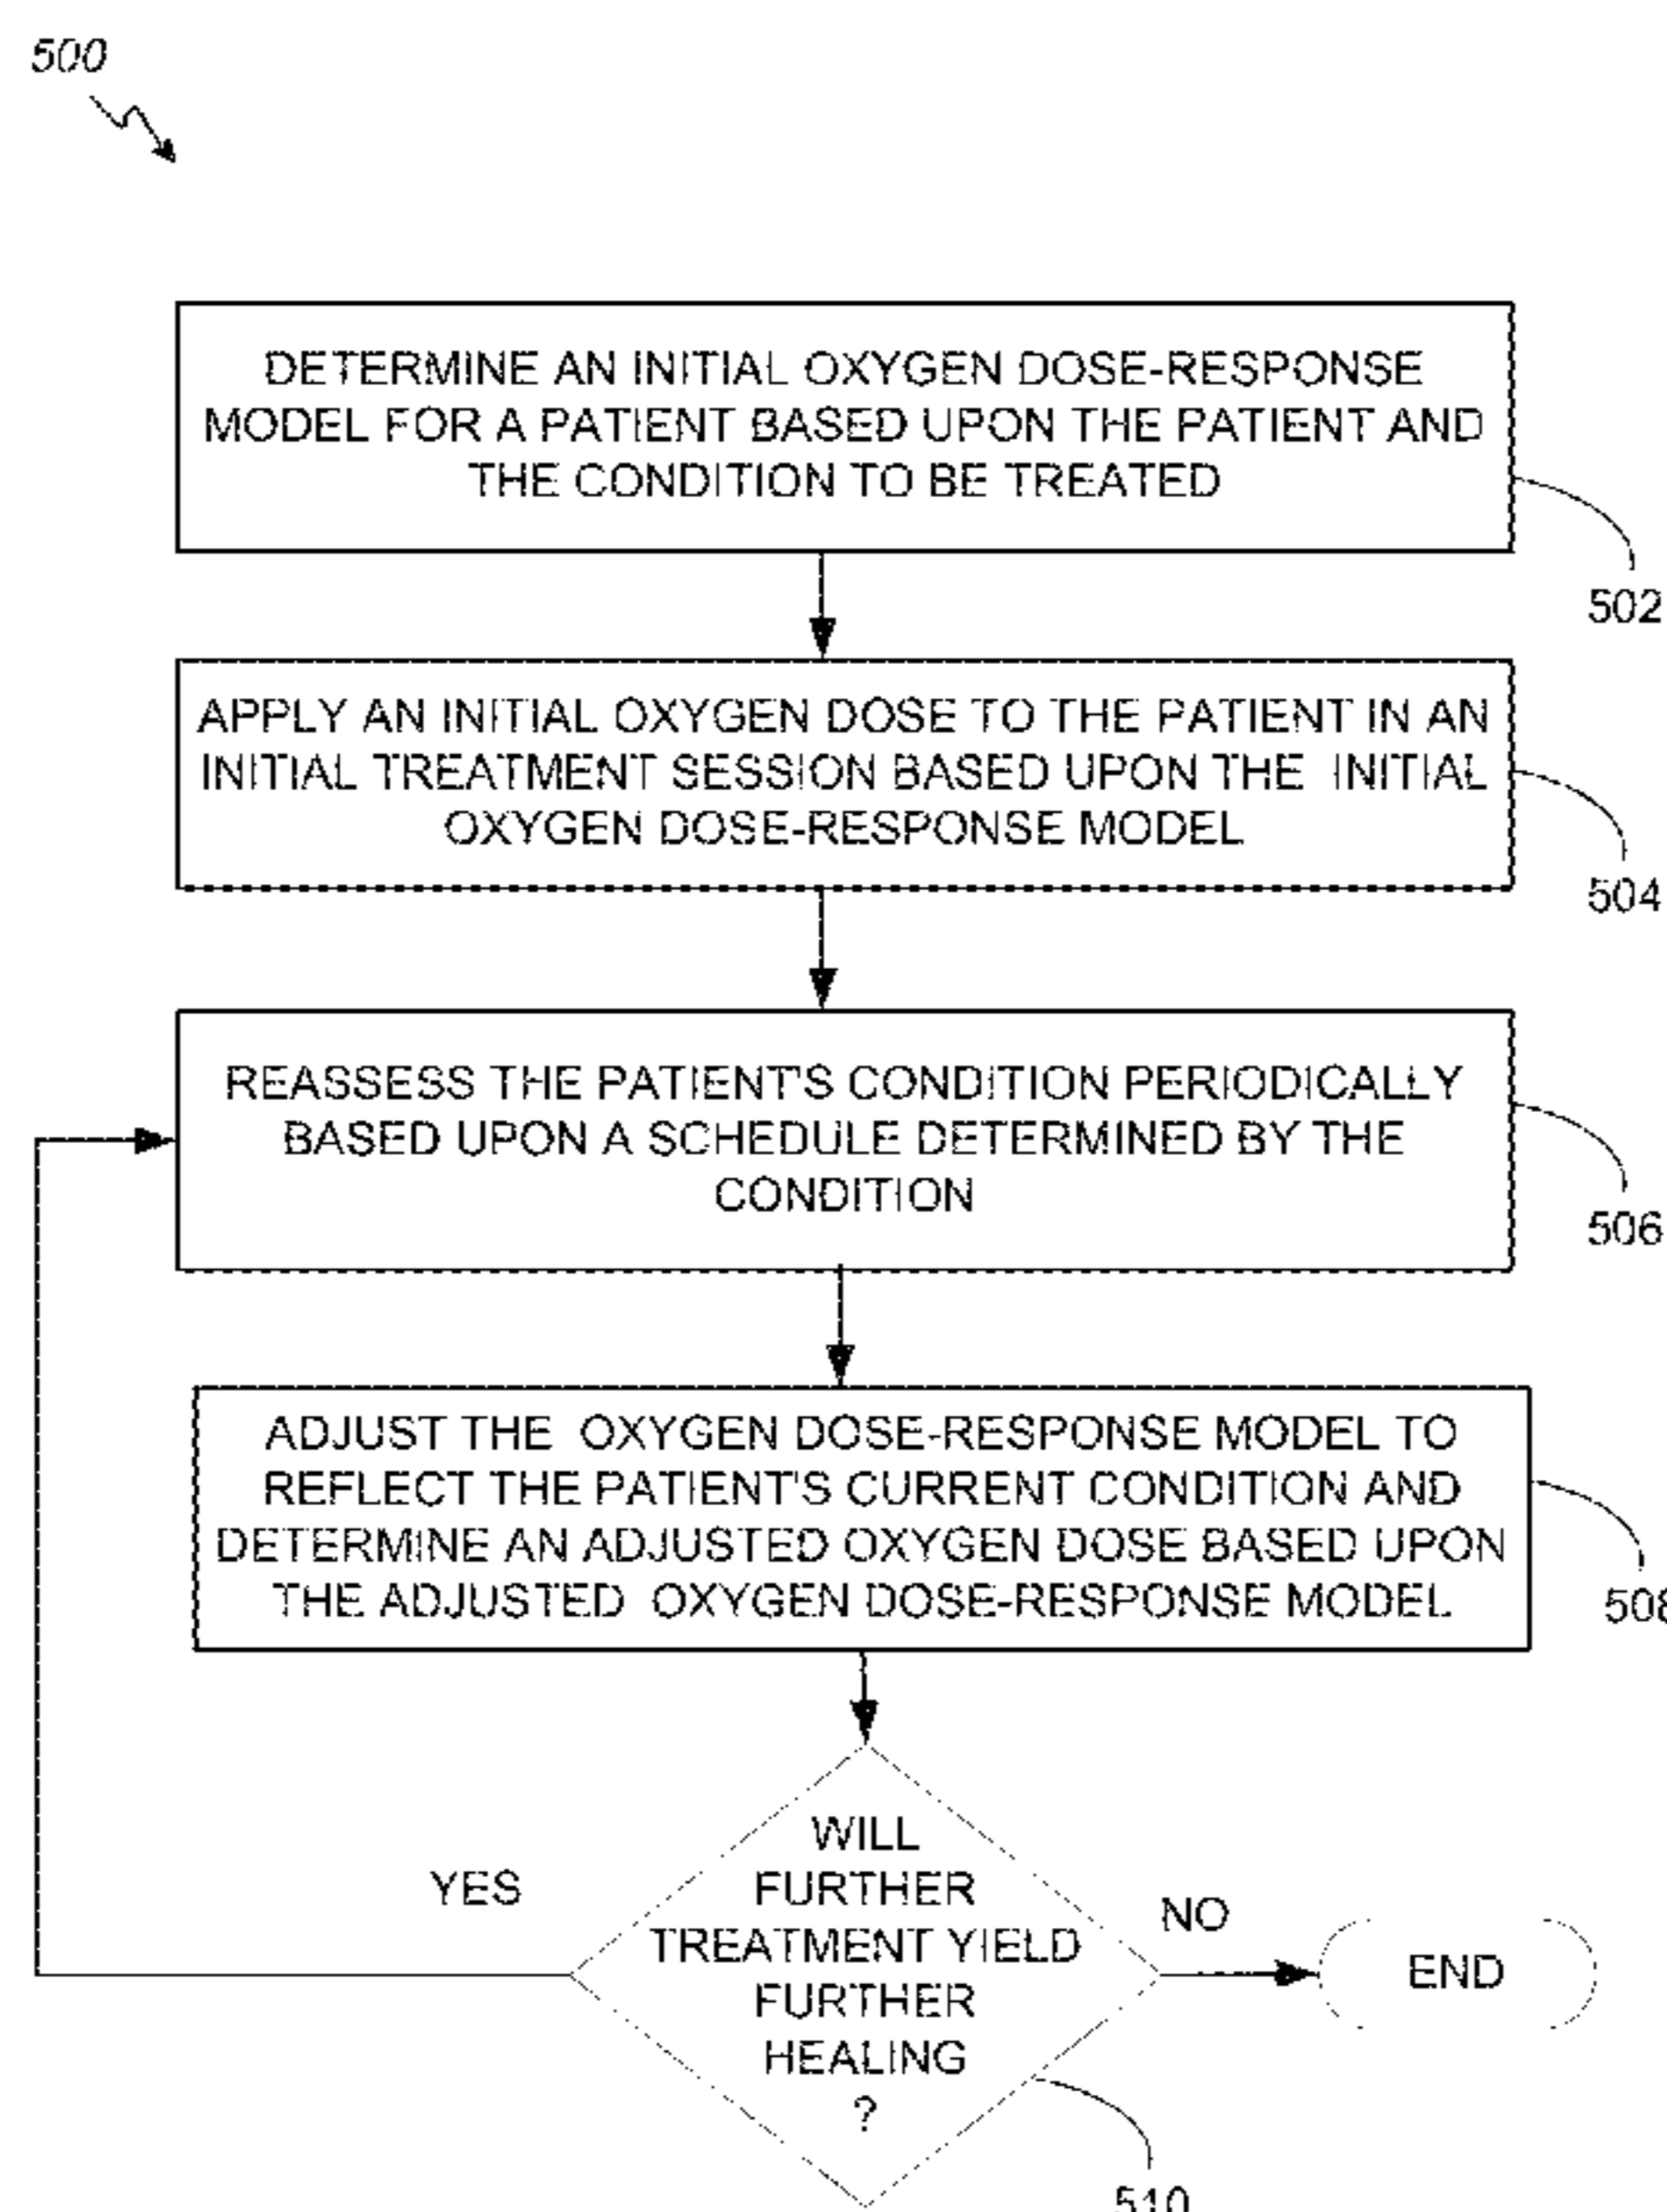 500
DETERMINE AN INITIAL OXYGEN DOSE-RESPONSE
MODEL FOR A PATIENT BASED UPON THE PATIENT AND
THE CONDITION TO BE TREATED
502
APPLY AN INITIAL OXYGEN DOSE TO THE PATIENT IN AN
INITIAL TREATMENT SESSION BASED UPON THE INITIAL
OXYGEN DOSE-RESPONSE MODEL
504
REASSESS THE PATIENT'S CONDITION PERIODICALLY
BASED UPON A SCHEDULE DETERMINED BY THE
CONDITION
506
ADJUST THE OXYGEN DOSE-RESPONSE MODEL TO
REFLECT THE PATIENT'S CURRENT CONDITION AND
DETERMINE AN ADJUSTED OXYGEN DOSE BASED UPON
THE ADJUSTED OXYGEN DOSE-RESPONSE MODEL
508
WILL
FURTHER
TREATMENT YIELD
FURTHER
HEALING
?
YES
NO
END
510